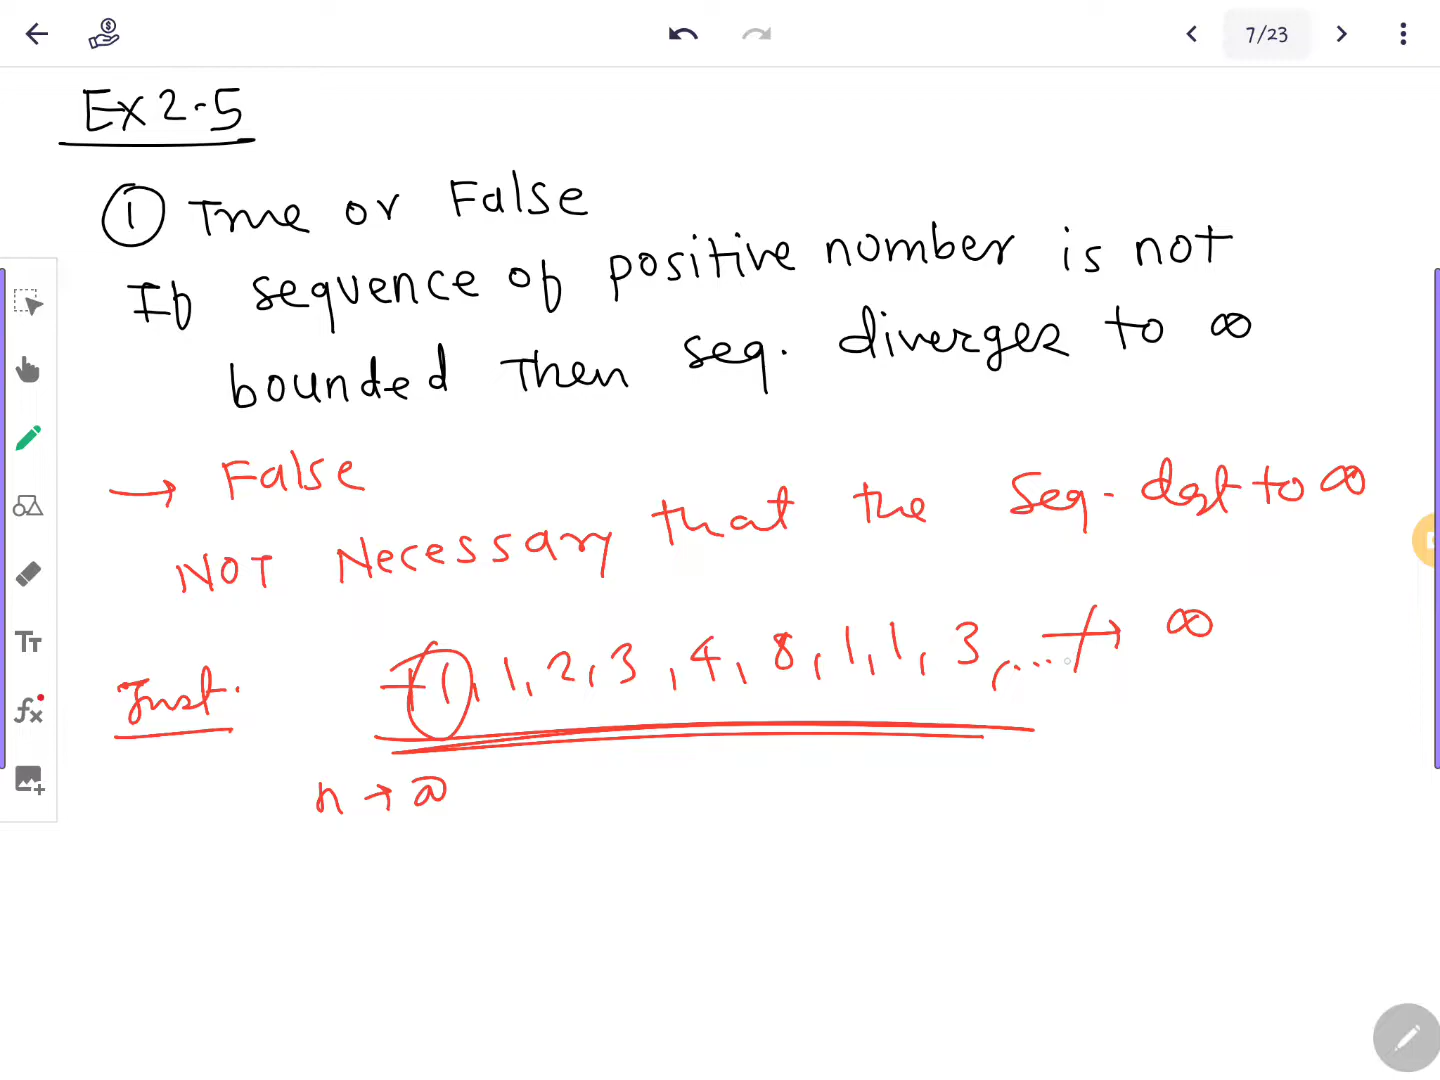 7/23
Ex 2.5
① True or False
If sequence of positive number is not
bounded Then seq. diverges to ∞
→ False
NOT Necessary that the Seq. dgt to ∞
Just. 1, 1, 2, 3, 4, 8, 1, 1, 3, ... ↛ ∞
n → ∞